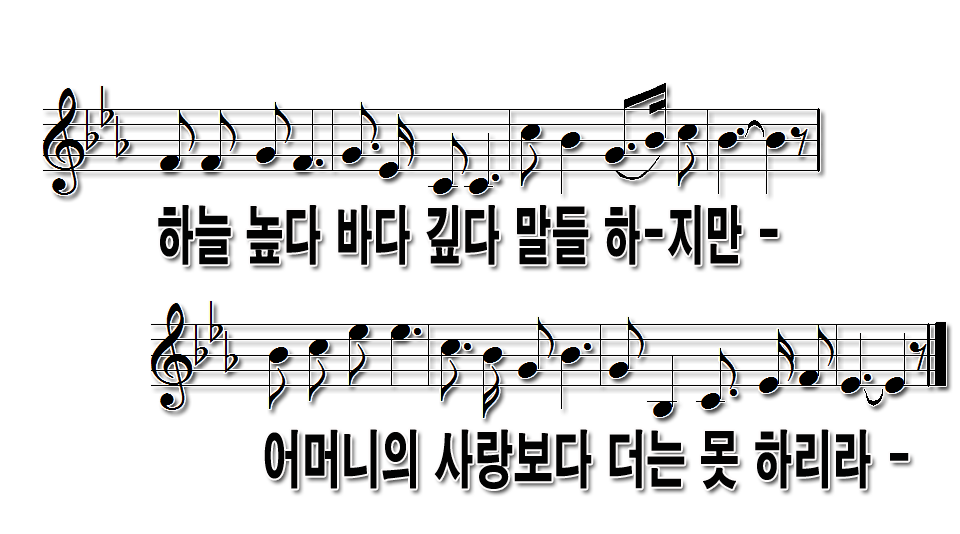 하늘 높다 바다 깊다 말들 하-지만 -
어머니의 사랑보다 더는 못 하리라 -